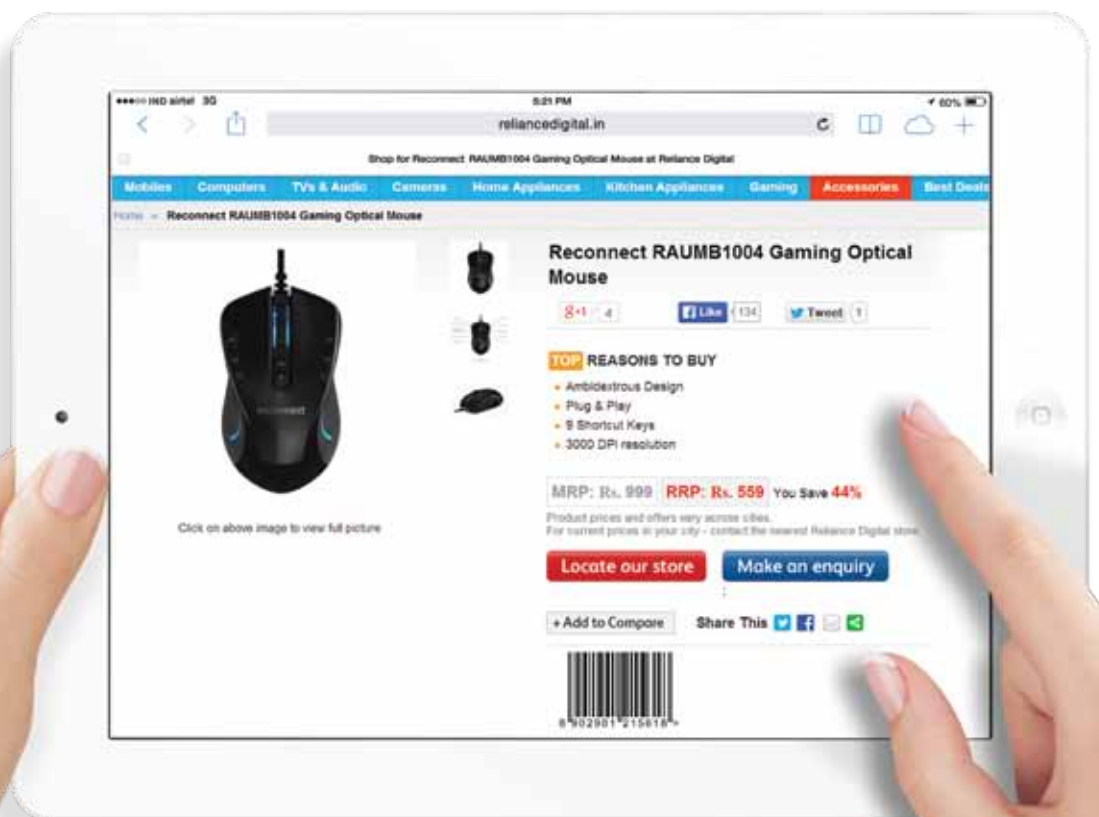 IND airtel 3G 5:21 PM 60%
reliancedigital.in
Shop for Reconnect RAUMB1004 Gaming Optical Mouse at Reliance Digital
Mobiles Computers TVs & Audio Cameras Home Appliances Kitchen Appliances Gaming Accessories Best Deals
Home » Reconnect RAUMB1004 Gaming Optical Mouse
Reconnect RAUMB1004 Gaming Optical
Mouse
g+1 4 Like 134 Tweet 1
TOP REASONS TO BUY
Ambidextrous Design
Plug & Play
9 Shortcut Keys
3000 DPI resolution
MRP: Rs. 999 RRP: Rs. 559 You Save 44%
Product prices and offers vary across cities.
For current prices in your city - contact the nearest Reliance Digital store.
Click on above image to view full picture
Locate our store Make an enquiry
+ Add to Compare Share This
8 902901 215618 >